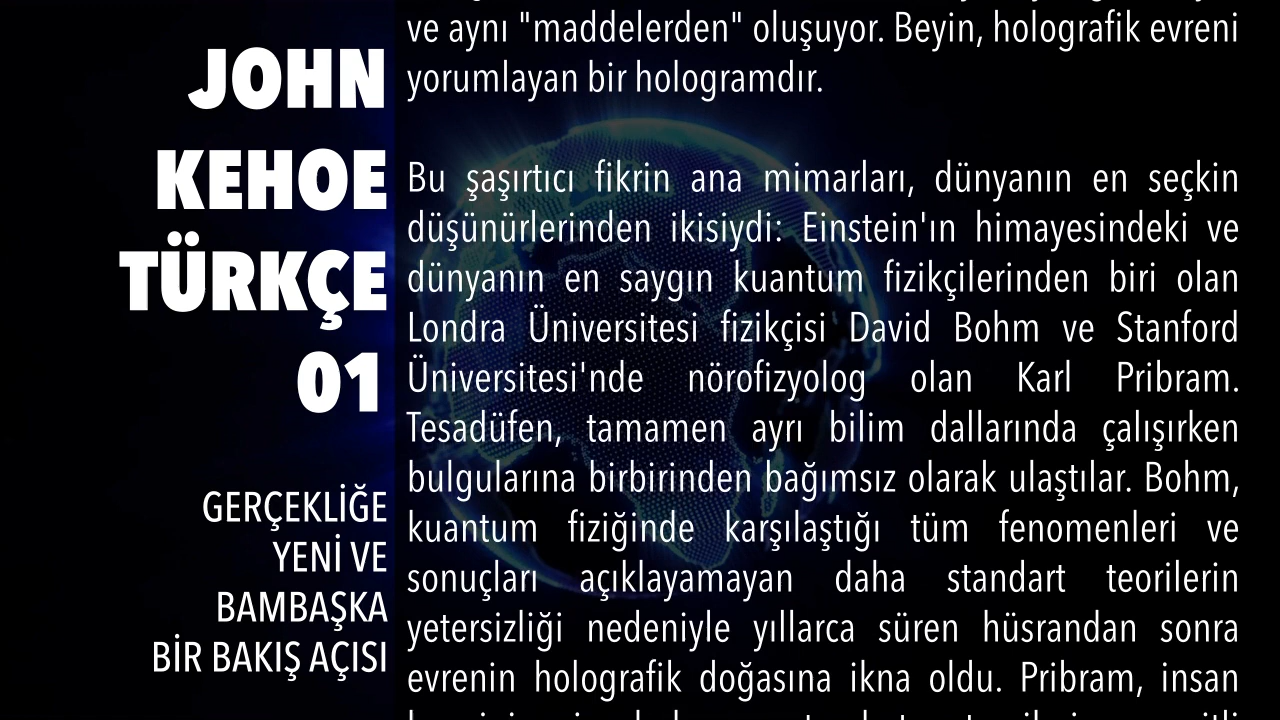 JOHN
KEHOE
TÜRKÇE
01
GERÇEKLİĞE
YENİ VE
BAMBAŞKA
BİR BAKIŞ AÇISI
ve aynı "maddelerden" oluşuyor. Beyin, holografik evreni
yorumlayan bir hologramdır.
Bu şaşırtıcı fikrin ana mimarları, dünyanın en seçkin
düşünürlerinden ikisiydi: Einstein'ın himayesindeki ve
dünyanın en saygın kuantum fizikçilerinden biri olan
Londra Üniversitesi fizikçisi David Bohm ve Stanford
Üniversitesi'nde nörofizyolog olan Karl Pribram.
Tesadüfen, tamamen ayrı bilim dallarında çalışırken
bulgularına birbirinden bağımsız olarak ulaştılar. Bohm,
kuantum fiziğinde karşılaştığı tüm fenomenleri ve
sonuçları açıklayamayan daha standart teorilerin
yetersizliği nedeniyle yıllarca süren hüsrandan sonra
evrenin holografik doğasına ikna oldu. Pribram, insan